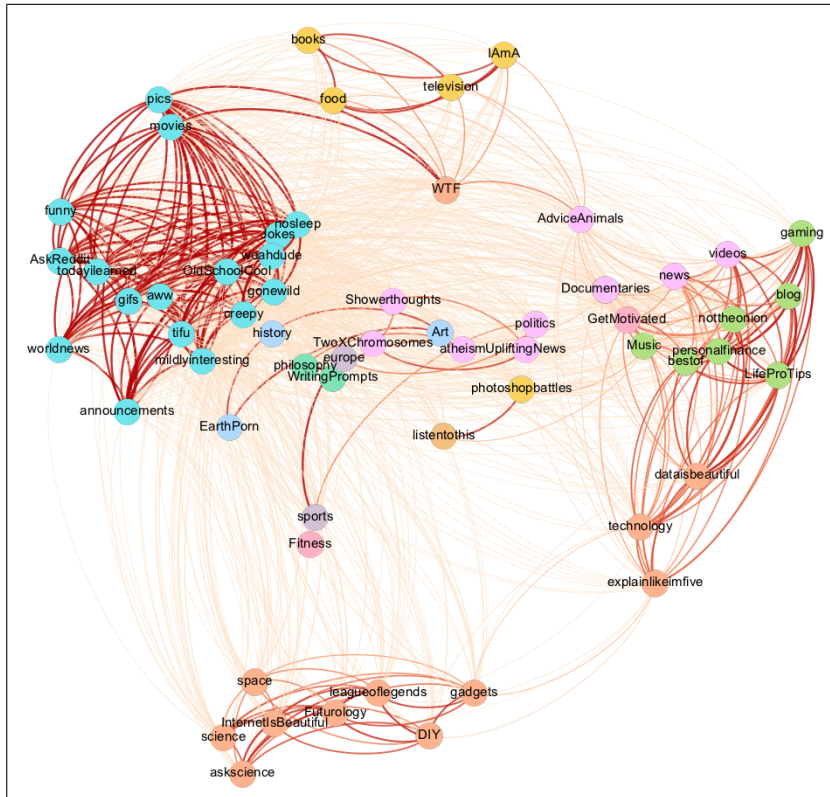 books
IAmA
television
food
pics
movies
WTF
funny
nosleep
Jokes
AdviceAnimals
gaming
woahdude
videos
AskReddit
todayilearned
OldSchoolCool
news
gifs
aww
gonewild
Showerthoughts
Documentaries
blog
creepy
GetMotivated
nottheonion
tifu
history
Art
politics
worldnews
mildlyinteresting
TwoXChromosomes
atheism
UpliftingNews
Music
personalfinance
europe
philosophy
bestof
WritingPrompts
LifeProTips
announcements
photoshopbattles
EarthPorn
listentothis
dataisbeautiful
sports
technology
Fitness
explainlikeimfive
space
leagueoflegends
gadgets
Futurology
InternetIsBeautiful
science
DIY
askscience